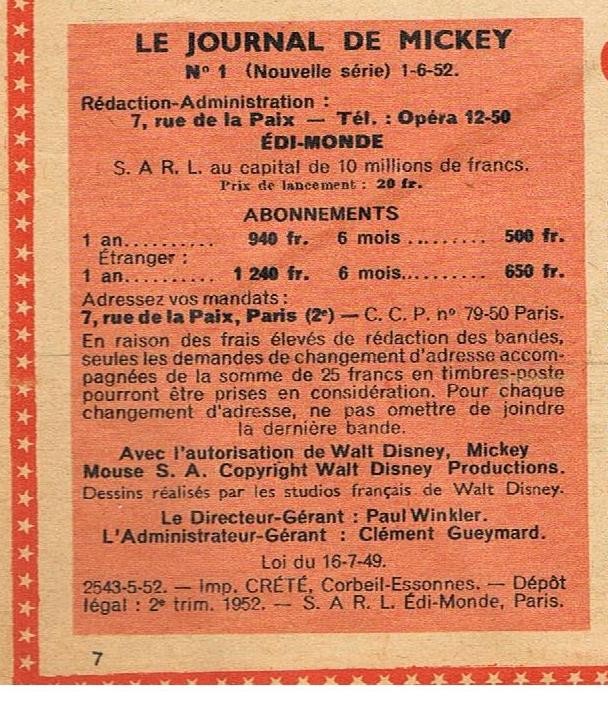 LE JOURNAL DE MICKEY
Nº 1 (Nouvelle série) 1-6-52.
Rédaction-Administration :
7, rue de la Paix — Tél. : Opéra 12-50
ÉDI-MONDE
S. A R. L. au capital de 10 millions de francs.
Prix de lancement : 20 fr.
ABONNEMENTS
1 an.......... 940 fr. 6 mois ......... 500 fr.
Étranger :
1 an.......... 1 240 fr. 6 mois.......... 650 fr.
Adressez vos mandats :
7, rue de la Paix, Paris (2ᵉ) — C. C. P. nº 79-50 Paris.
En raison des frais élevés de rédaction des bandes,
seules les demandes de changement d'adresse accom-
pagnées de la somme de 25 francs en timbres-poste
pourront être prises en considération. Pour chaque
changement d'adresse, ne pas omettre de joindre
la dernière bande.
Avec l'autorisation de Walt Disney, Mickey
Mouse S. A. Copyright Walt Disney Productions.
Dessins réalisés par les studios français de Walt Disney.
Le Directeur-Gérant : Paul Winkler.
L'Administrateur-Gérant : Clément Gueymard.
Loi du 16-7-49.
2543-5-52. — Imp. CRÉTÉ, Corbeil-Essonnes. — Dépôt
légal : 2ᵉ trim. 1952. — S. A R. L. Édi-Monde, Paris.
7